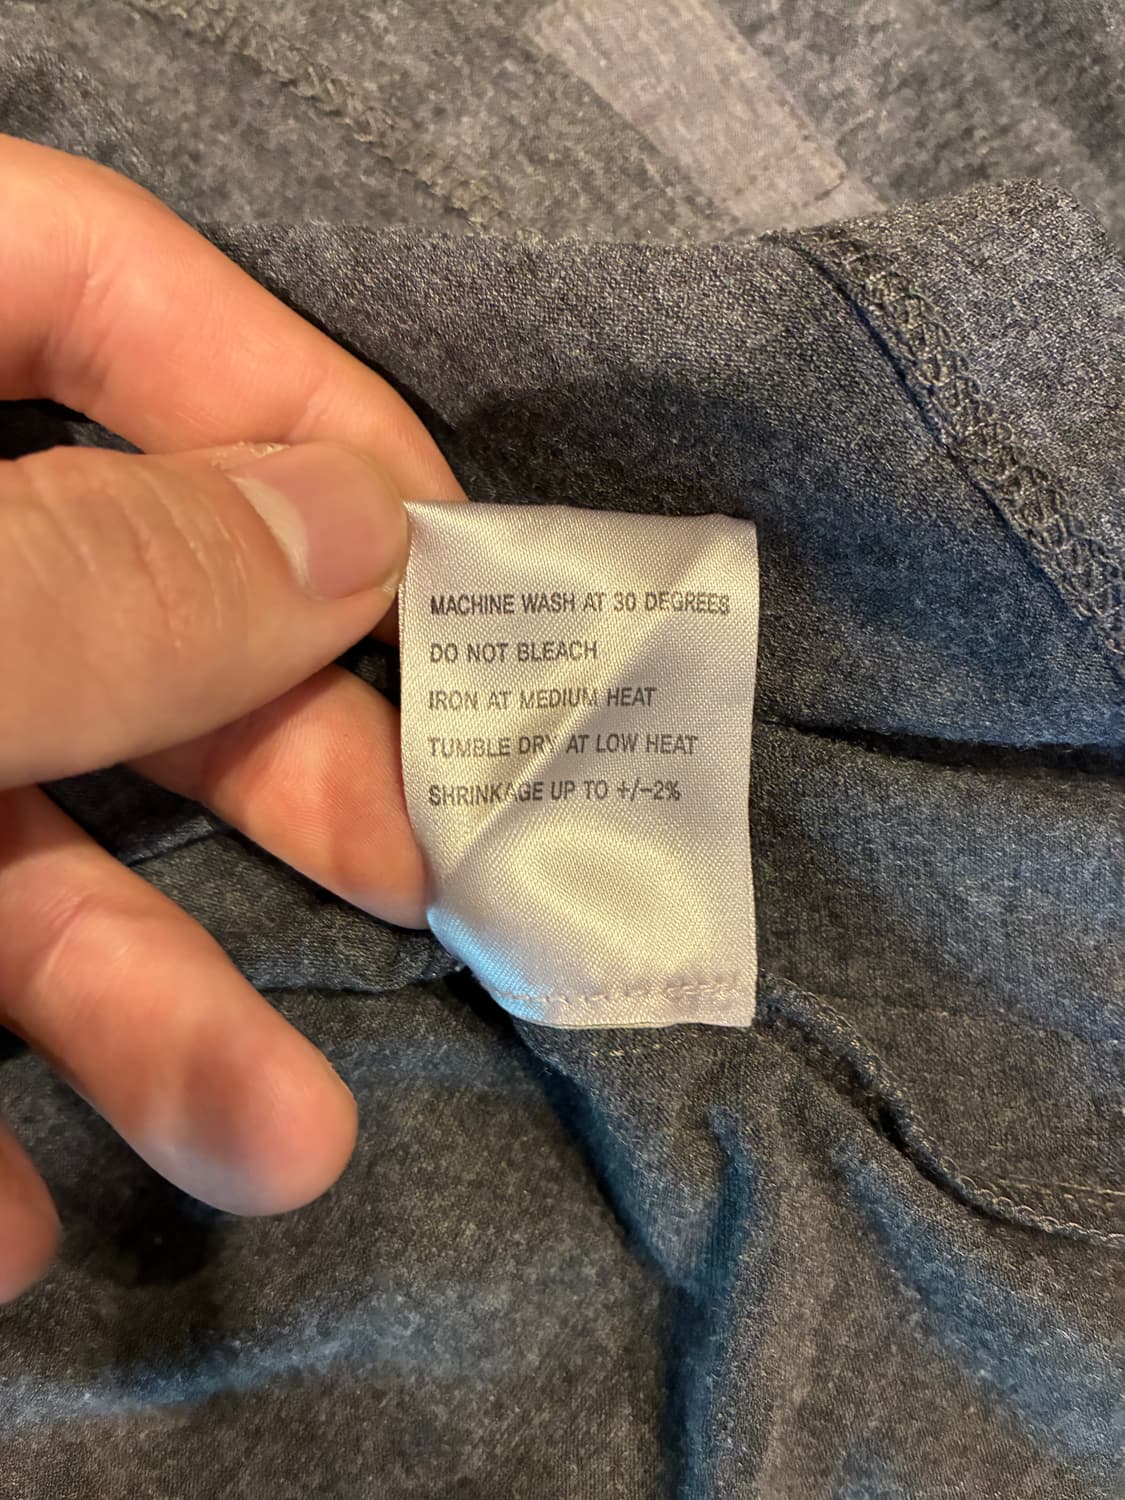 MACHINE WASH AT 30 DEGREES
DO NOT BLEACH
IRON AT MEDIUM HEAT
TUMBLE DRY AT LOW HEAT
SHRINKAGE UP TO +/-2%